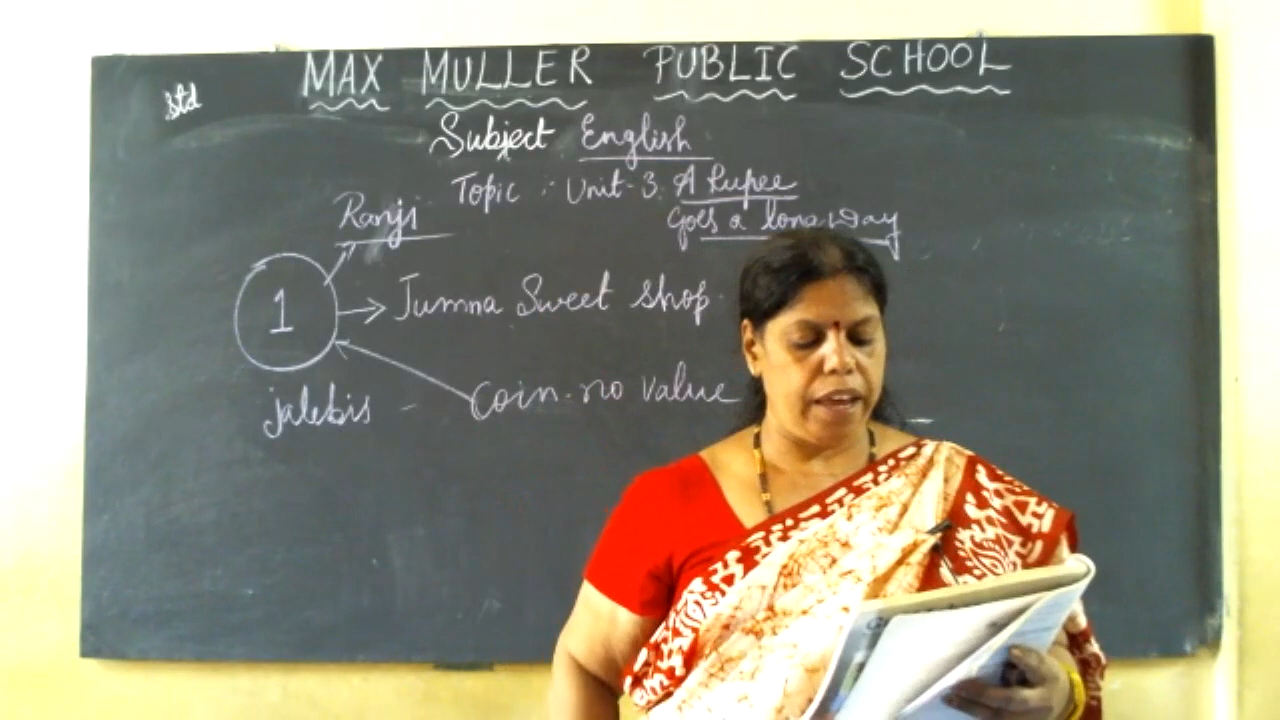 MAX MULLER PUBLIC SCHOOL
std
Subject English
Topic :- Unit-3. A Rupee
Goes a long way
Ranji
1
Jumna Sweet shop
coin-no value
jalebis -